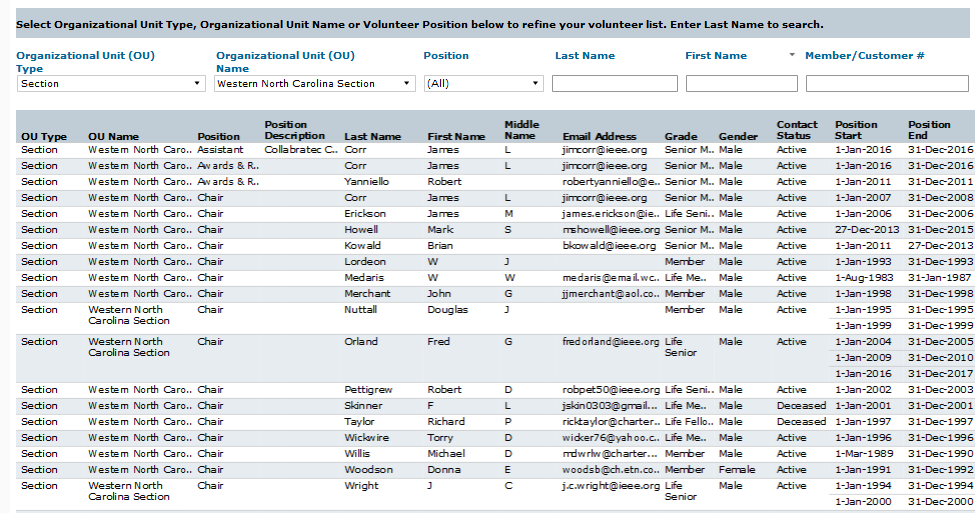 Select Organizational Unit Type, Organizational Unit Name or Volunteer Position below to refine your volunteer list. Enter Last Name to search.
Organizational Unit (OU) Type Organizational Unit (OU) Name Position Last Name First Name Member/Customer #
Section Western North Carolina Section (All)
OU Type OU Name Position Position Description Last Name First Name Middle Name Email Address Grade Gender Contact Status Position Start Position End
Section Western North Caro.. Assistant Collabratec C.. Corr James L jimcorr@ieee.org Senior M.. Male Active 1-Jan-2016 31-Dec-2016
Section Western North Caro.. Awards & R.. Corr James L jimcorr@ieee.org Senior M.. Male Active 1-Jan-2016 31-Dec-2016
Section Western North Caro.. Awards & R.. Yanniello Robert robertyanniello@e.. Senior M.. Male Active 1-Jan-2011 31-Dec-2011
Section Western North Caro.. Chair Corr James L jimcorr@ieee.org Senior M.. Male Active 1-Jan-2007 31-Dec-2008
Section Western North Caro.. Chair Erickson James M james.erickson@ie.. Life Seni.. Male Active 1-Jan-2006 31-Dec-2006
Section Western North Caro.. Chair Howell Mark S mshowell@ieee.org Senior M.. Male Active 27-Dec-2013 31-Dec-2015
Section Western North Caro.. Chair Kowald Brian bkowald@ieee.org Senior M.. Male Active 1-Jan-2011 27-Dec-2013
Section Western North Caro.. Chair Lordeon W J Member Male Active 1-Jan-1993 31-Dec-1993
Section Western North Caro.. Chair Medaris W W medaris@email.wc.. Life Me.. Male Active 1-Aug-1983 31-Jan-1987
Section Western North Caro.. Chair Merchant John G jjmerchant@aol.co.. Member Male Active 1-Jan-1998 31-Dec-1998
Section Western North Carolina Section Chair Nuttall Douglas J Member Male Active 1-Jan-1995 31-Dec-1995
1-Jan-1999 31-Dec-1999
Section Western North Carolina Section Chair Orland Fred G fredorland@ieee.org Life Senior Male Active 1-Jan-2004 31-Dec-2005
1-Jan-2009 31-Dec-2010
1-Jan-2016 31-Dec-2017
Section Western North Caro.. Chair Pettigrew Robert D robpet50@ieee.org Life Seni.. Male Active 1-Jan-2002 31-Dec-2003
Section Western North Caro.. Chair Skinner F L jskin0303@gmail... Life Me.. Male Deceased 1-Jan-2001 31-Dec-2001
Section Western North Caro.. Chair Taylor Richard P ricktaylor@charter.. Life Fello.. Male Deceased 1-Jan-1997 31-Dec-1997
Section Western North Caro.. Chair Wickwire Torry D wicker76@yahoo.c.. Life Me.. Male Active 1-Jan-1996 31-Dec-1996
Section Western North Caro.. Chair Willis Michael D mdwrlw@charter... Member Male Active 1-Mar-1989 31-Dec-1990
Section Western North Caro.. Chair Woodson Donna E woodsb@ch.etn.co.. Member Female Active 1-Jan-1991 31-Dec-1992
Section Western North Carolina Section Chair Wright J C j.c.wright@ieee.org Life Senior Male Active 1-Jan-1994 31-Dec-1994
1-Jan-2000 31-Dec-2000